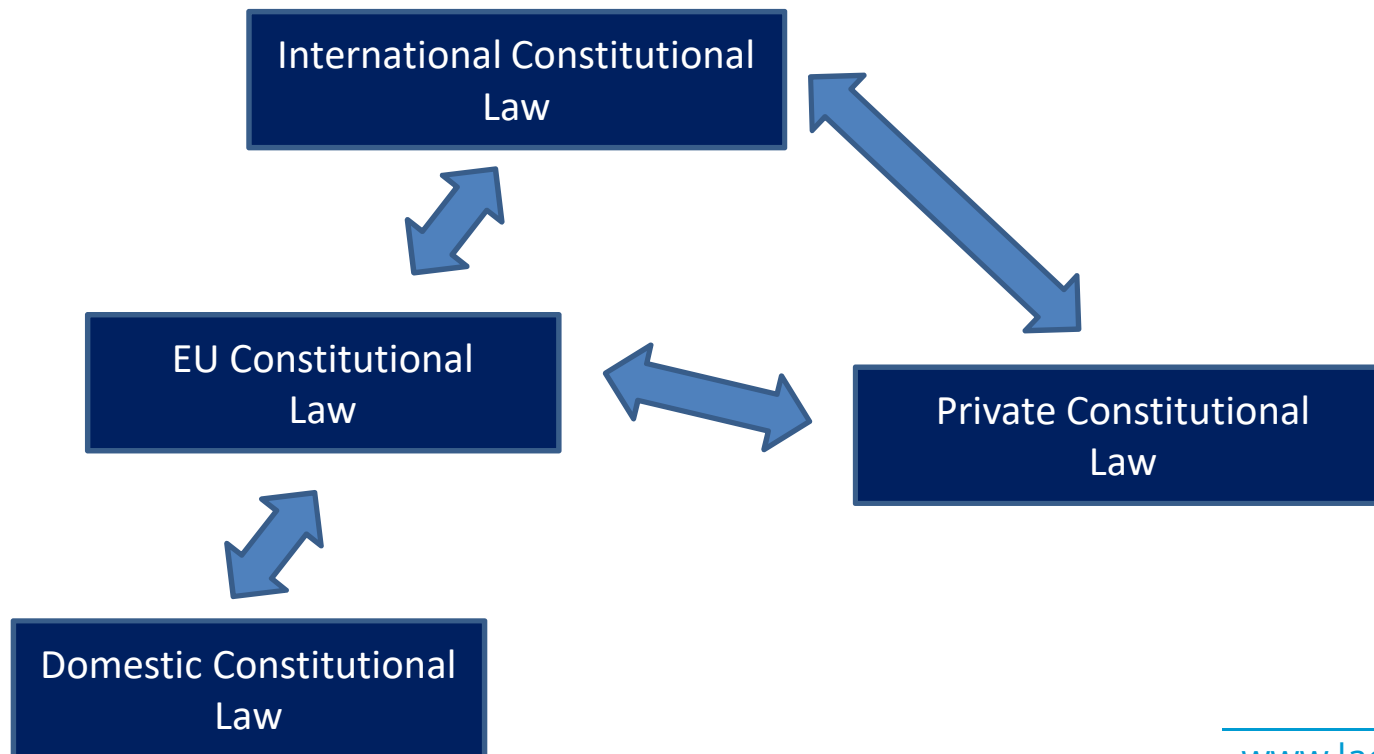 International Constitutional
Law
EU Constitutional
Law
Private Constitutional
Law
Domestic Constitutional
Law